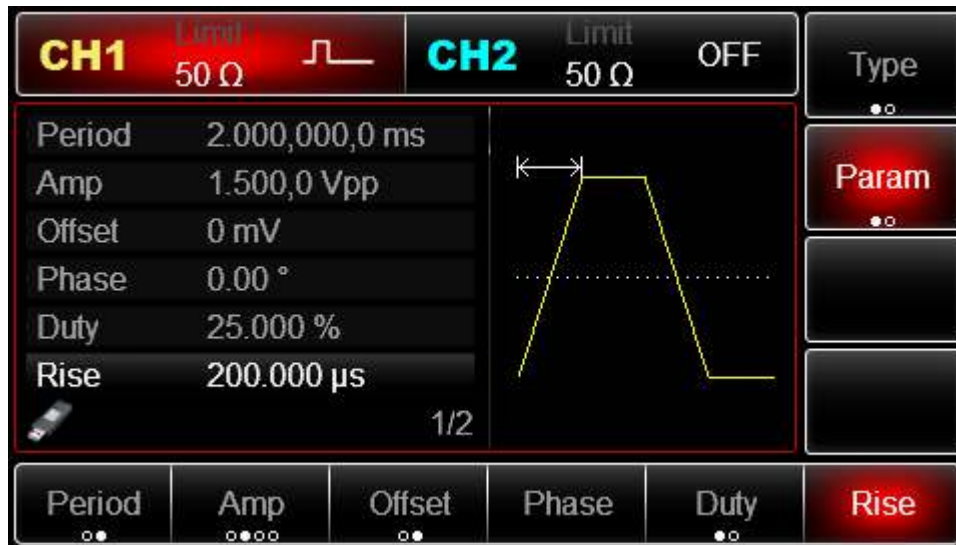 CH1 Limit 50 Ω CH2 Limit 50 Ω OFF
Type
Period 2.000,000,0 ms
Amp 1.500,0 Vpp
Param
Offset 0 mV
Phase 0.00 °
Duty 25.000 %
Rise 200.000 µs
1/2
Period Amp Offset Phase Duty Rise